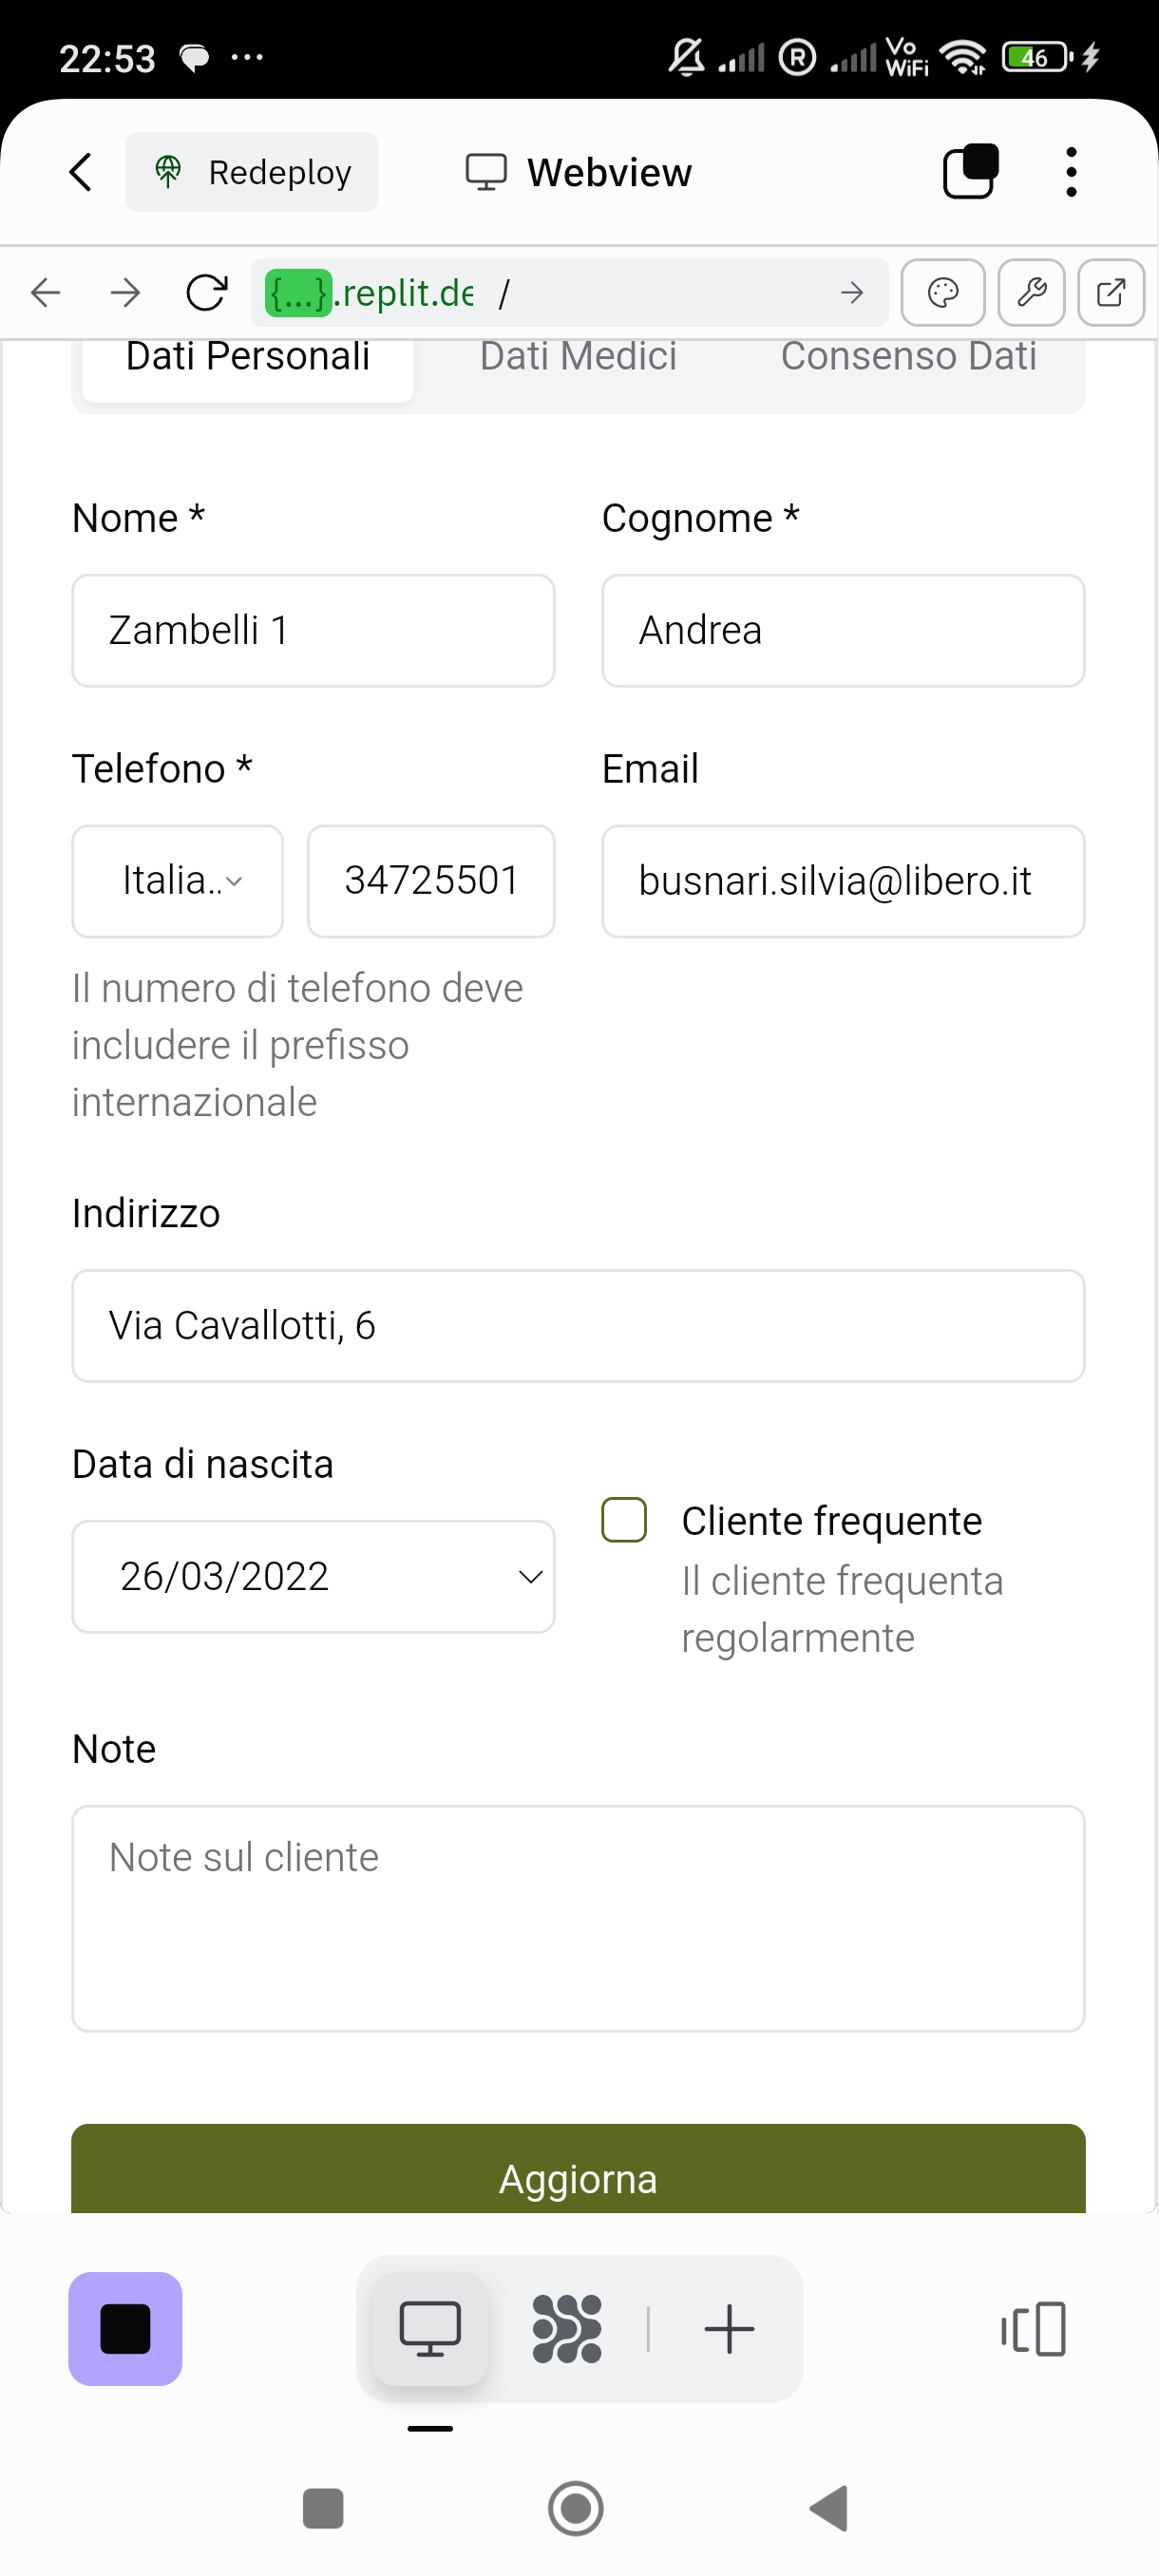 22:53
Vo
WiFi
46
Redeploy
Webview
{...}.replit.de /
Dati Personali
Dati Medici
Consenso Dati
Nome *
Cognome *
Zambelli 1
Andrea
Telefono *
Email
Italia..
34725501
busnari.silvia@libero.it
Il numero di telefono deve
includere il prefisso
internazionale
Indirizzo
Via Cavallotti, 6
Data di nascita
26/03/2022
Cliente frequente
Il cliente frequenta
regolarmente
Note
Note sul cliente
Aggiorna